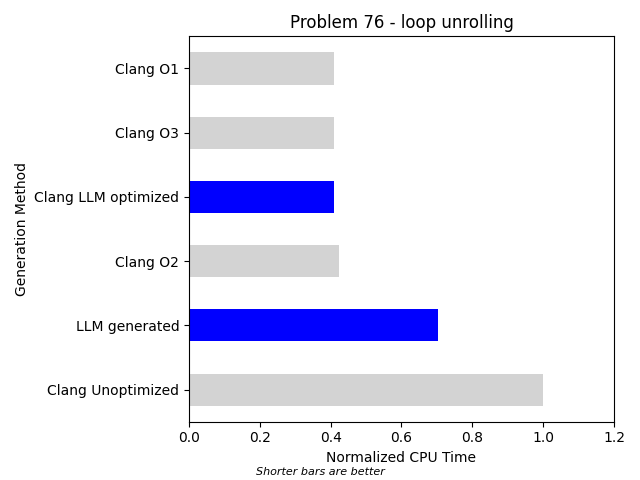 Problem 76 - loop unrolling
Generation Method
Clang O1
Clang O3
Clang LLM optimized
Clang O2
LLM generated
Clang Unoptimized
0.0 0.2 0.4 0.6 0.8 1.0 1.2
Normalized CPU Time
Shorter bars are better